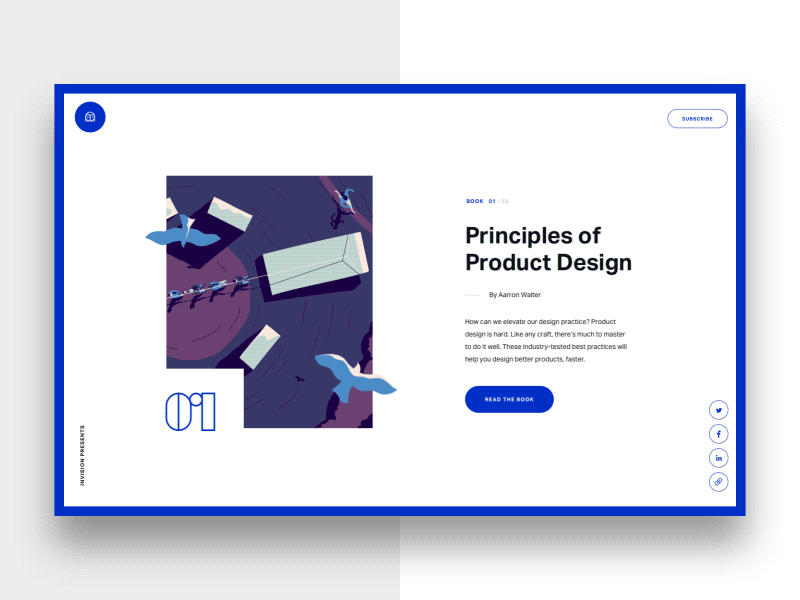 SUBSCRIBE
BOOK 01 | 03
Principles of
Product Design
By Aarron Walter
How can we elevate our design practice? Product
design is hard. Like any craft, there's much to master
to do it well. These industry-tested best practices will
help you design better products, faster.
READ THE BOOK
01
INVISION PRESENTS